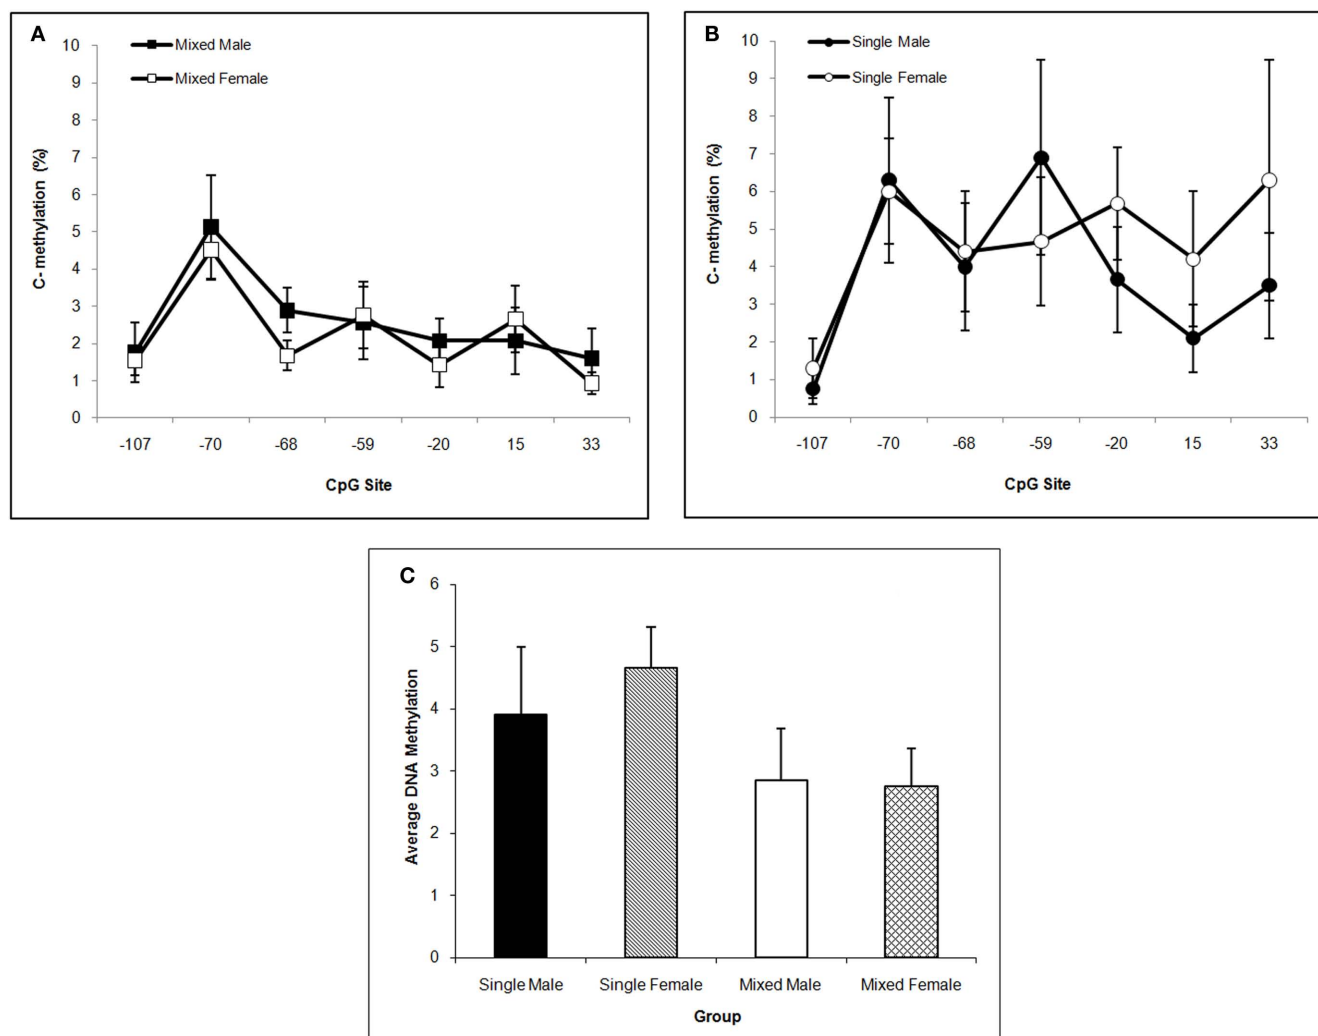 A
Mixed Male
Mixed Female
10
9
8
7
6
5
4
3
2
1
0
C- methylation (%)
-107 -70 -68 -59 -20 15 33
CpG Site
B
Single Male
Single Female
10
9
8
7
6
5
4
3
2
1
0
C-methylation (%)
-107 -70 -68 -59 -20 15 33
CpG Site
C
6
5
4
3
2
1
0
Average DNA Methylation
Single Male Single Female Mixed Male Mixed Female
Group